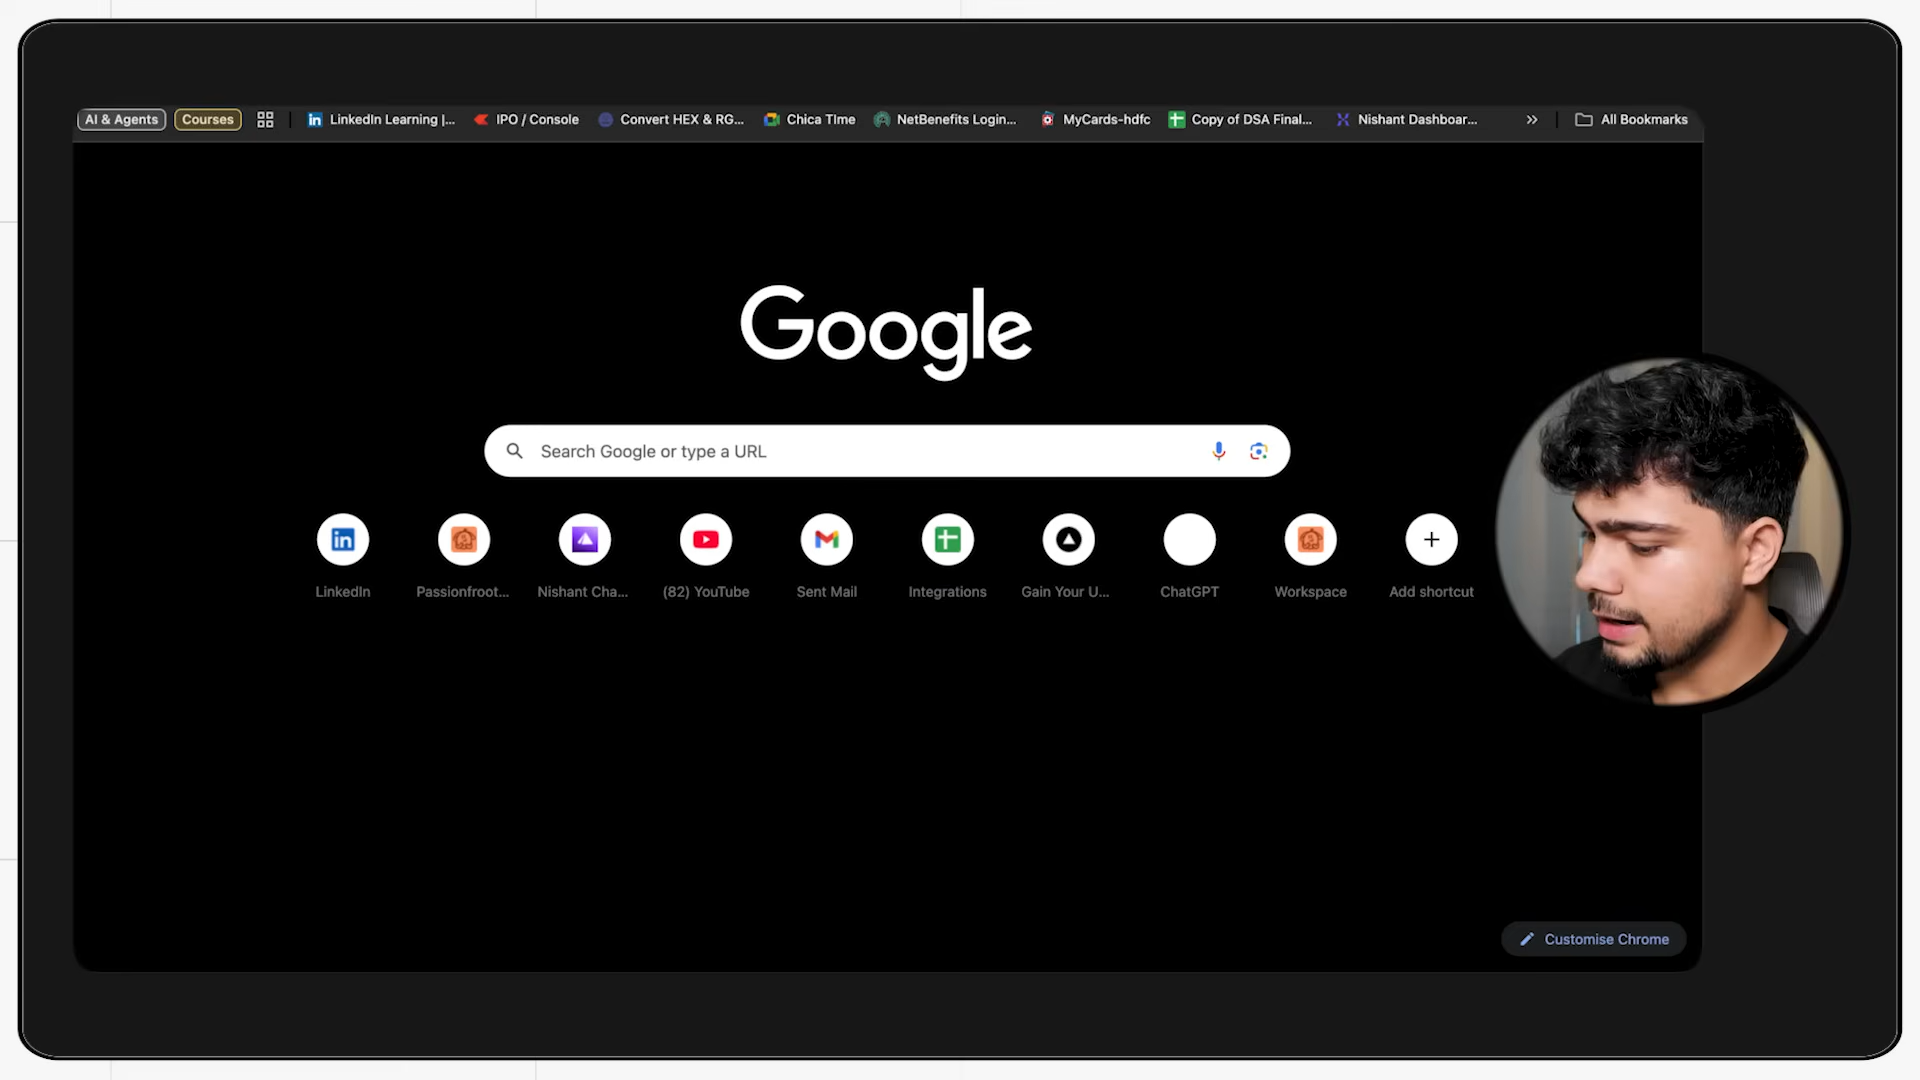 AI & Agents Courses LinkedIn Learning |... IPO / Console Convert HEX & RG... Chica TIme NetBenefits Login... MyCards-hdfc Copy of DSA Final... Nishant Dashboar... All Bookmarks
Google
Search Google or type a URL
LinkedIn Passionfroot... Nishant Cha... (82) YouTube Sent Mail Integrations Gain Your U... ChatGPT Workspace Add shortcut
Customise Chrome